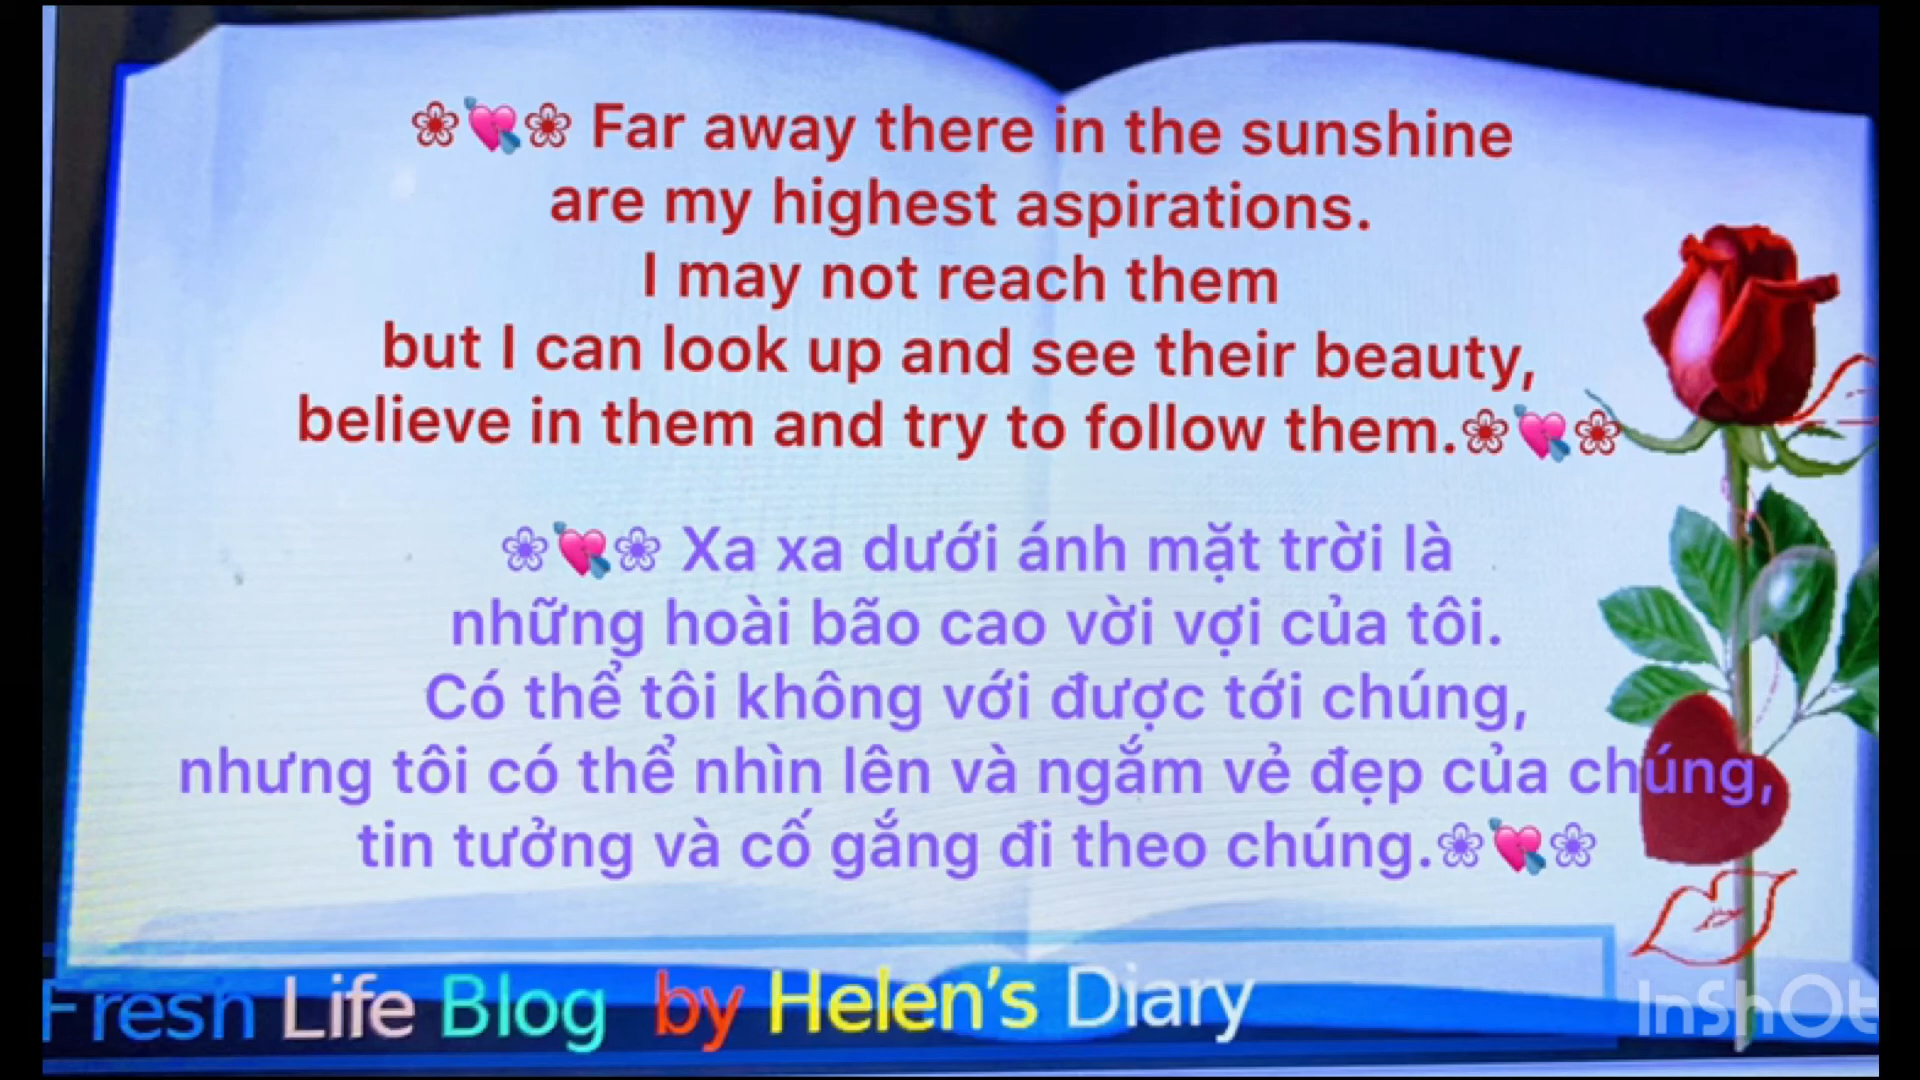 ❀💘❀ Far away there in the sunshine
are my highest aspirations.
I may not reach them
but I can look up and see their beauty,
believe in them and try to follow them.❀💘❀
❀💘❀ Xa xa dưới ánh mặt trời là
những hoài bão cao vời vợi của tôi.
Có thể tôi không với được tới chúng,
nhưng tôi có thể nhìn lên và ngắm vẻ đẹp của chúng,
tin tưởng và cố gắng đi theo chúng.❀💘❀
Fresh Life Blog by Helen's Diary
InShOt